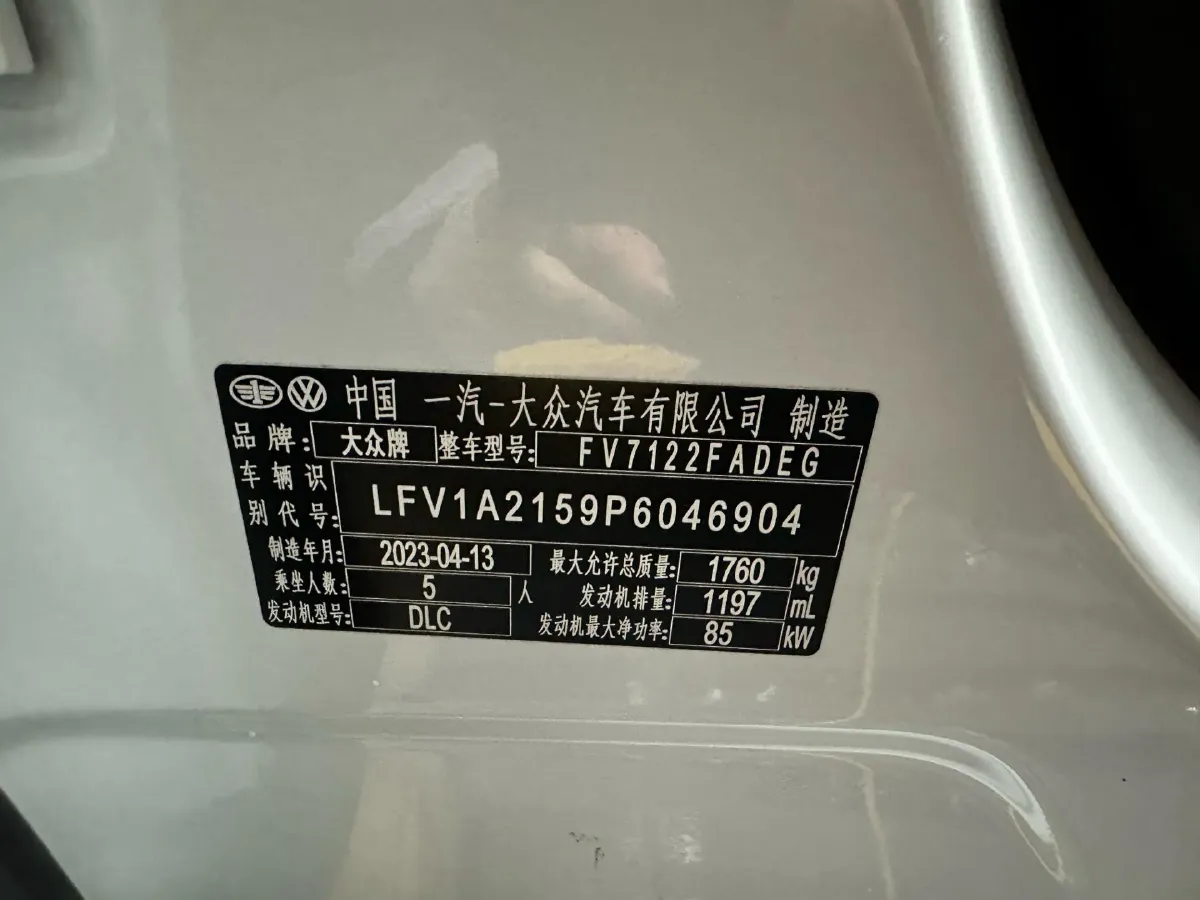 中国 一汽-大众汽车有限公司 制造
品牌: 大众牌 整车型号: FV7122FADEG
车辆识别代号: LFV1A2159P6046904
制造年月: 2023-04-13 最大允许总质量: 1760 kg
乘坐人数: 5 人 发动机排量: 1197 mL
发动机型号: DLC 发动机最大净功率: 85 kW